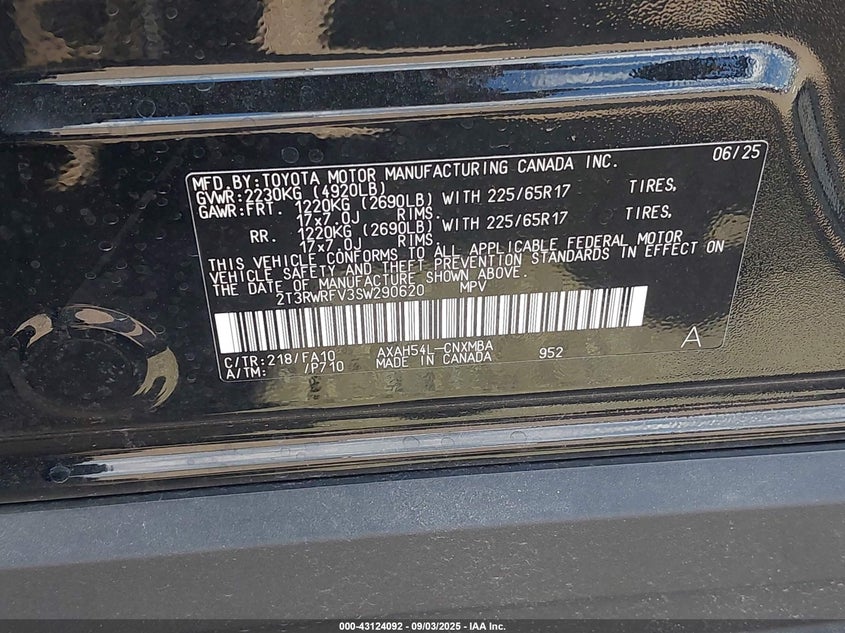 MFD.BY:TOYOTA MOTOR MANUFACTURING CANADA INC. 06/25
GVWR:2230KG (4920LB)
GAWR:FRT. 1220KG (2690LB) WITH 225/65R17 TIRES,
17x7.0J RIMS.
RR. 1220KG (2690LB) WITH 225/65R17 TIRES,
17x7.0J RIMS.
THIS VEHICLE CONFORMS TO ALL APPLICABLE FEDERAL MOTOR
VEHICLE SAFETY AND THEFT PREVENTION STANDARDS IN EFFECT ON
THE DATE OF MANUFACTURE SHOWN ABOVE.
2T3RWRFV3SW290620 MPV
C/TR:218/FA10 AXAH54L-CNXMBA A
A/TM: /P710 MADE IN CANADA 952
000-43124092 - 09/03/2025 - IAA Inc.